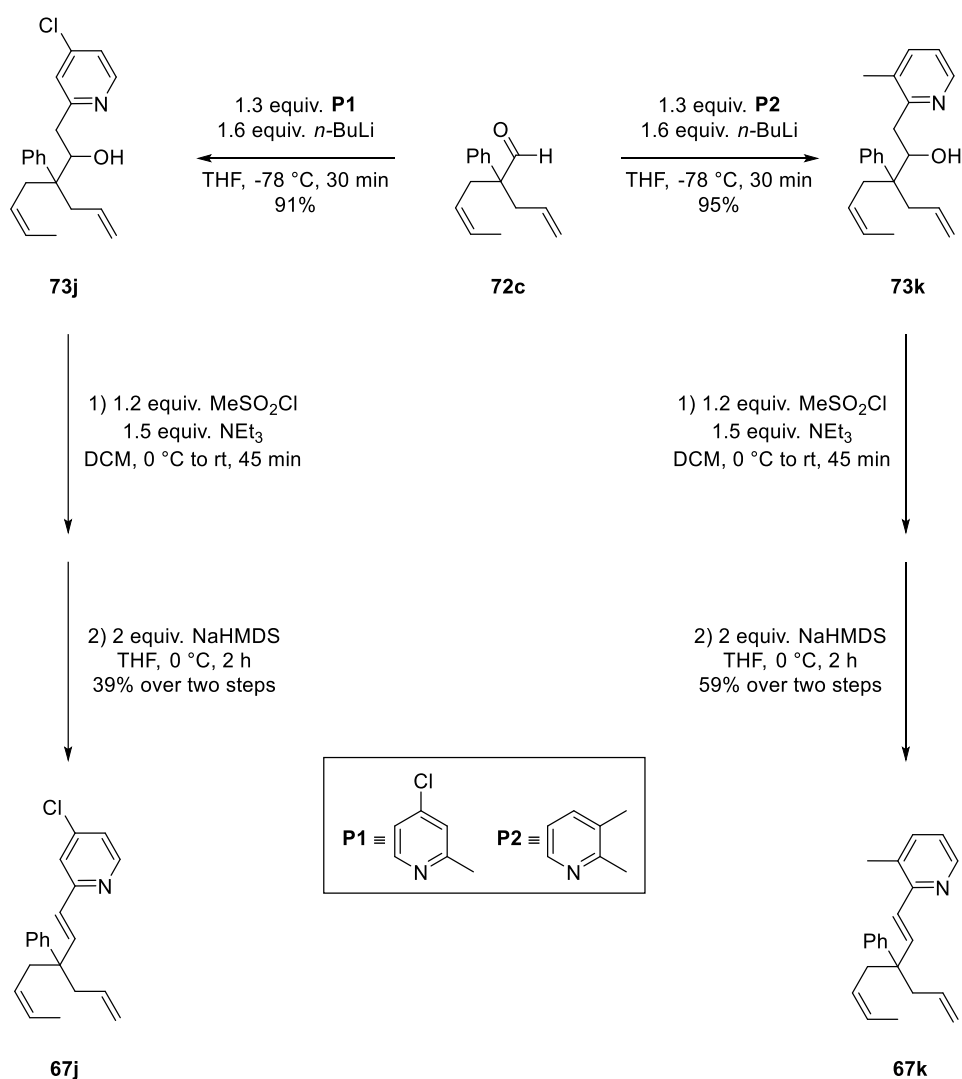 Cl
N
OH
Ph
73j
1.3 equiv. P1
1.6 equiv. n-BuLi
THF, -78 °C, 30 min
91%
O
H
Ph
72c
1.3 equiv. P2
1.6 equiv. n-BuLi
THF, -78 °C, 30 min
95%
N
OH
Ph
73k
1) 1.2 equiv. MeSO2Cl
1.5 equiv. NEt3
DCM, 0 °C to rt, 45 min
1) 1.2 equiv. MeSO2Cl
1.5 equiv. NEt3
DCM, 0 °C to rt, 45 min
2) 2 equiv. NaHMDS
THF, 0 °C, 2 h
39% over two steps
2) 2 equiv. NaHMDS
THF, 0 °C, 2 h
59% over two steps
Cl
N
Ph
67j
Cl
P1 ≡
N
P2 ≡
N
N
Ph
67k